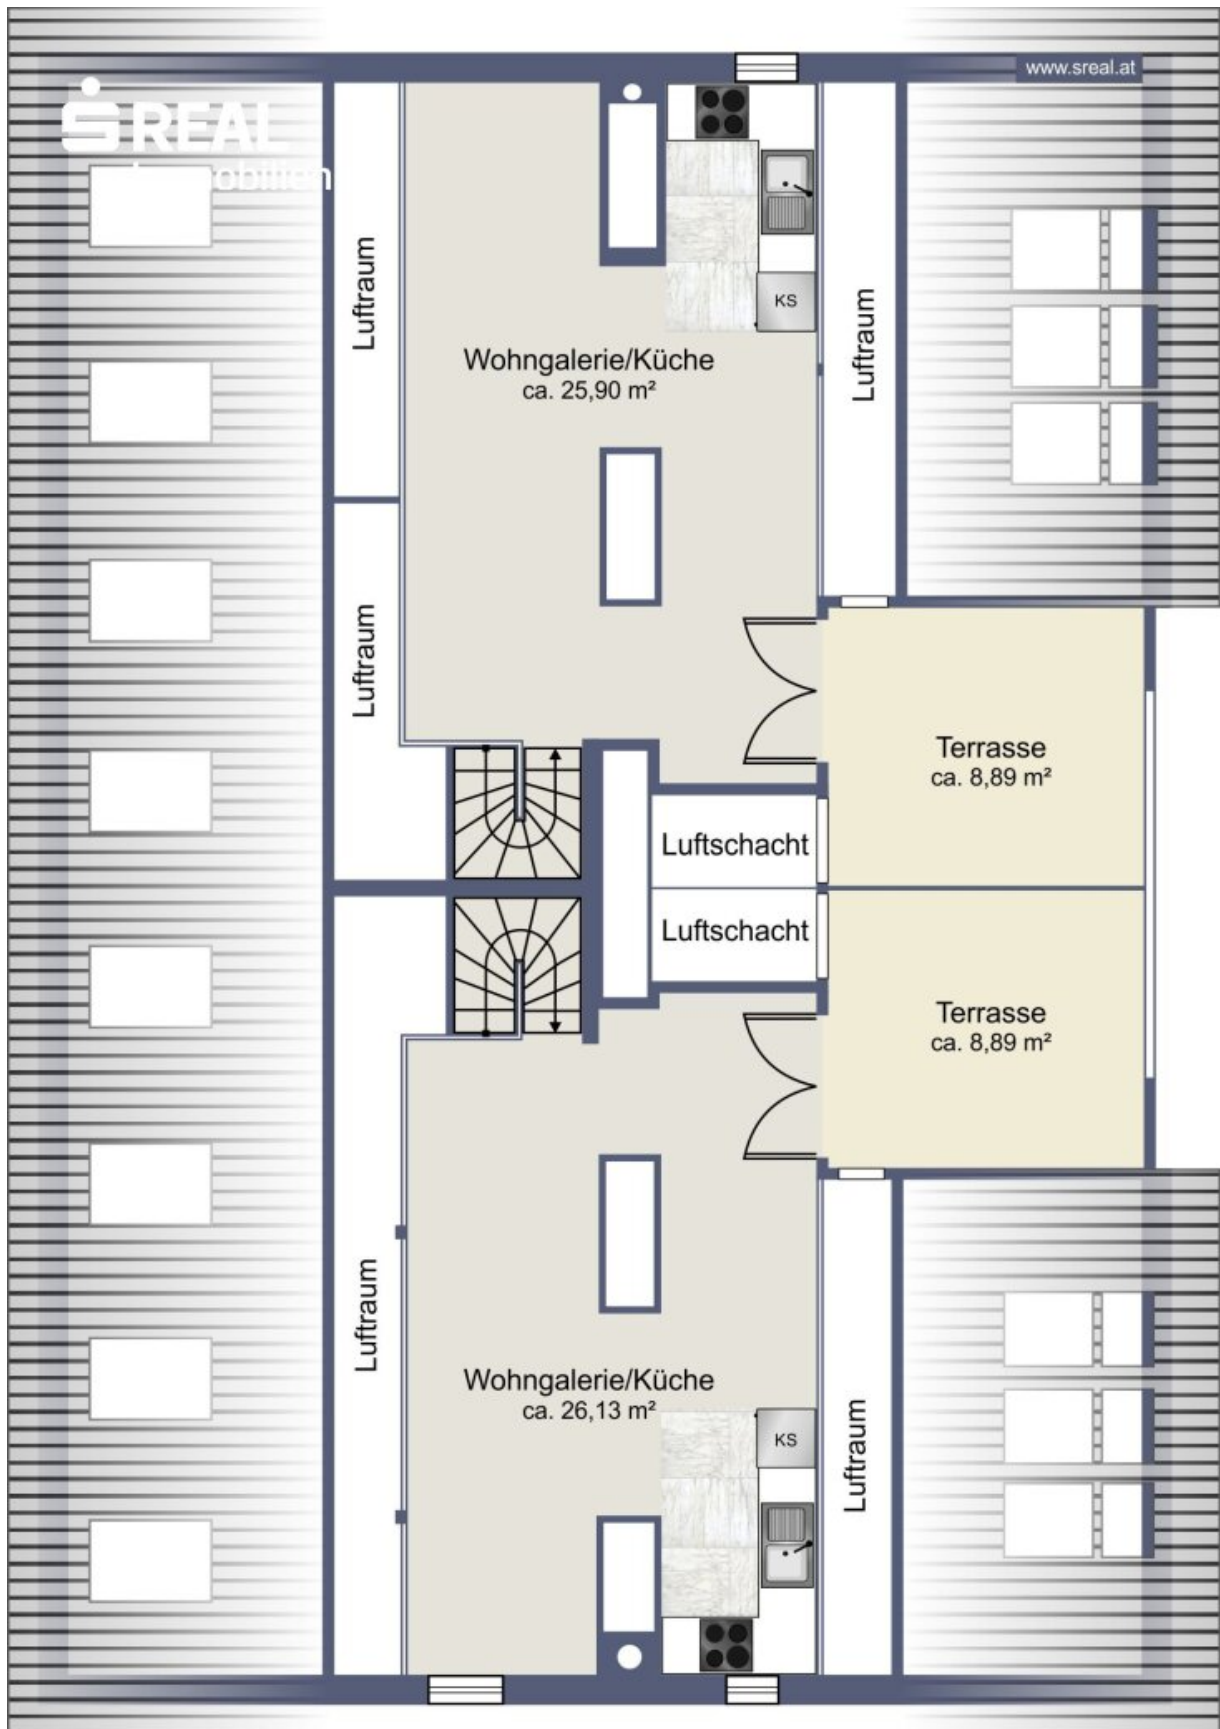 www.sreal.at
S REAL
Immobilien
Luftraum
KS
Luftraum
Wohngalerie/Küche
ca. 25,90 m²
Luftraum
Terrasse
ca. 8,89 m²
Luftschacht
Luftschacht
Terrasse
ca. 8,89 m²
Luftraum
Wohngalerie/Küche
ca. 26,13 m²
KS
Luftraum